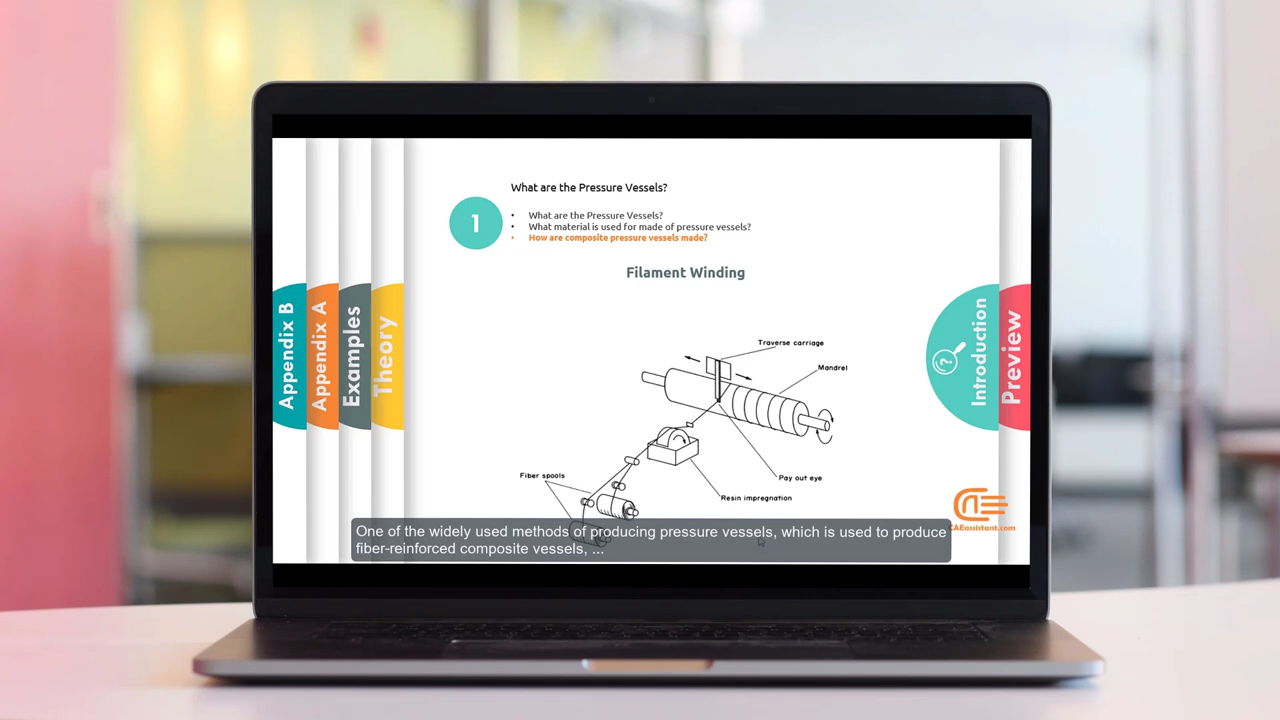 What are the Pressure Vessels?
1
• What are the Pressure Vessels?
• What material is used for made of pressure vessels?
• How are composite pressure vessels made?
Filament Winding
Appendix B
Appendix A
Examples
Theory
Traverse carriage
Mandrel
Fiber spools
Pay out eye
Resin impregnation
Introduction
Preview
CAEassistant.com
One of the widely used methods of producing pressure vessels, which is used to produce
fiber-reinforced composite vessels, ...